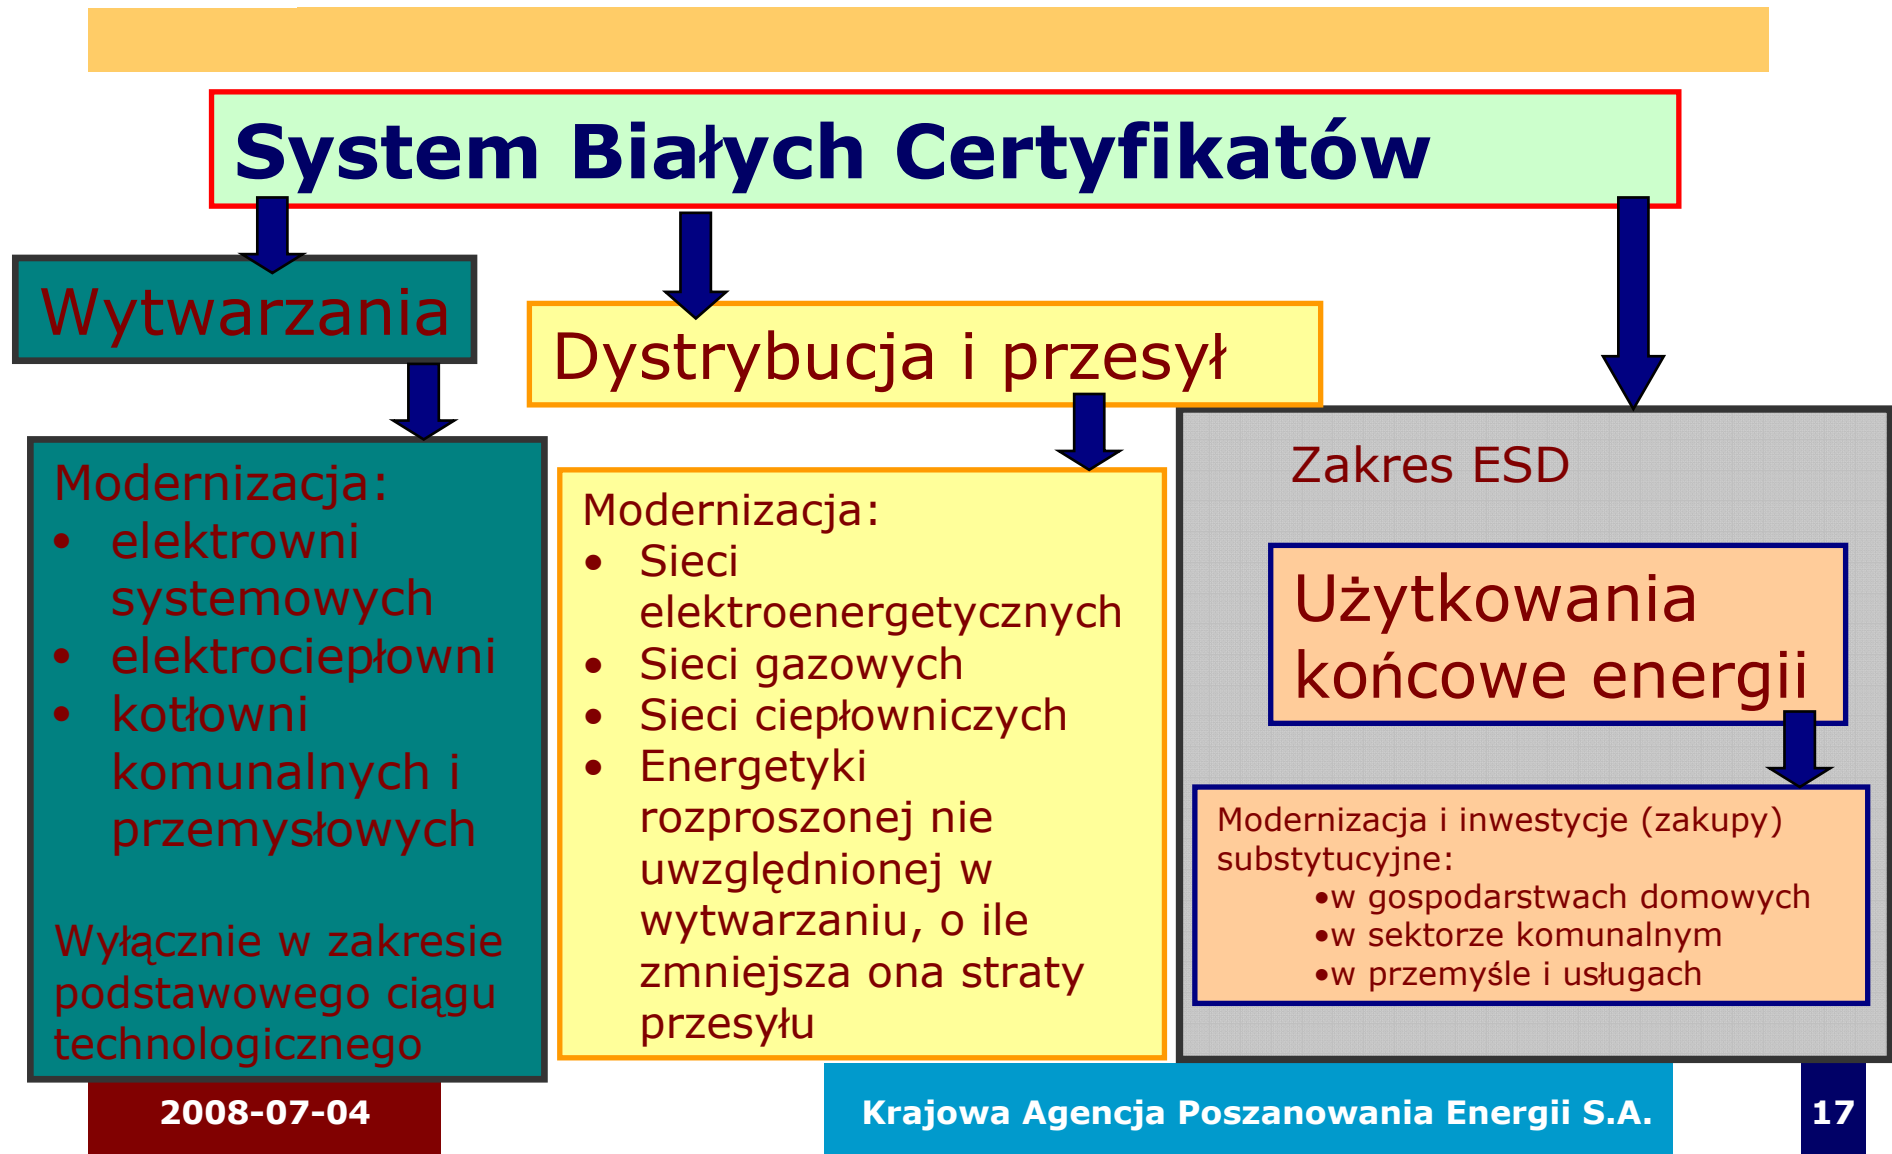 System Białych Certyfikatów
Wytwarzania
Modernizacja:
• elektrowni
systemowych
• elektrociepłowni
• kotłowni
komunalnych i
przemysłowych
Wyłącznie w zakresie
podstawowego ciągu
technologicznego
Dystrybucja i przesył
Modernizacja:
• Sieci
elektroenergetycznych
• Sieci gazowych
• Sieci ciepłowniczych
• Energetyki
rozproszonej nie
uwzględnionej w
wytwarzaniu, o ile
zmniejsza ona straty
przesyłu
Zakres ESD
Użytkowania
końcowe energii
Modernizacja i inwestycje (zakupy)
substytucyjne:
•w gospodarstwach domowych
•w sektorze komunalnym
•w przemyśle i usługach
2008-07-04
Krajowa Agencja Poszanowania Energii S.A.
17